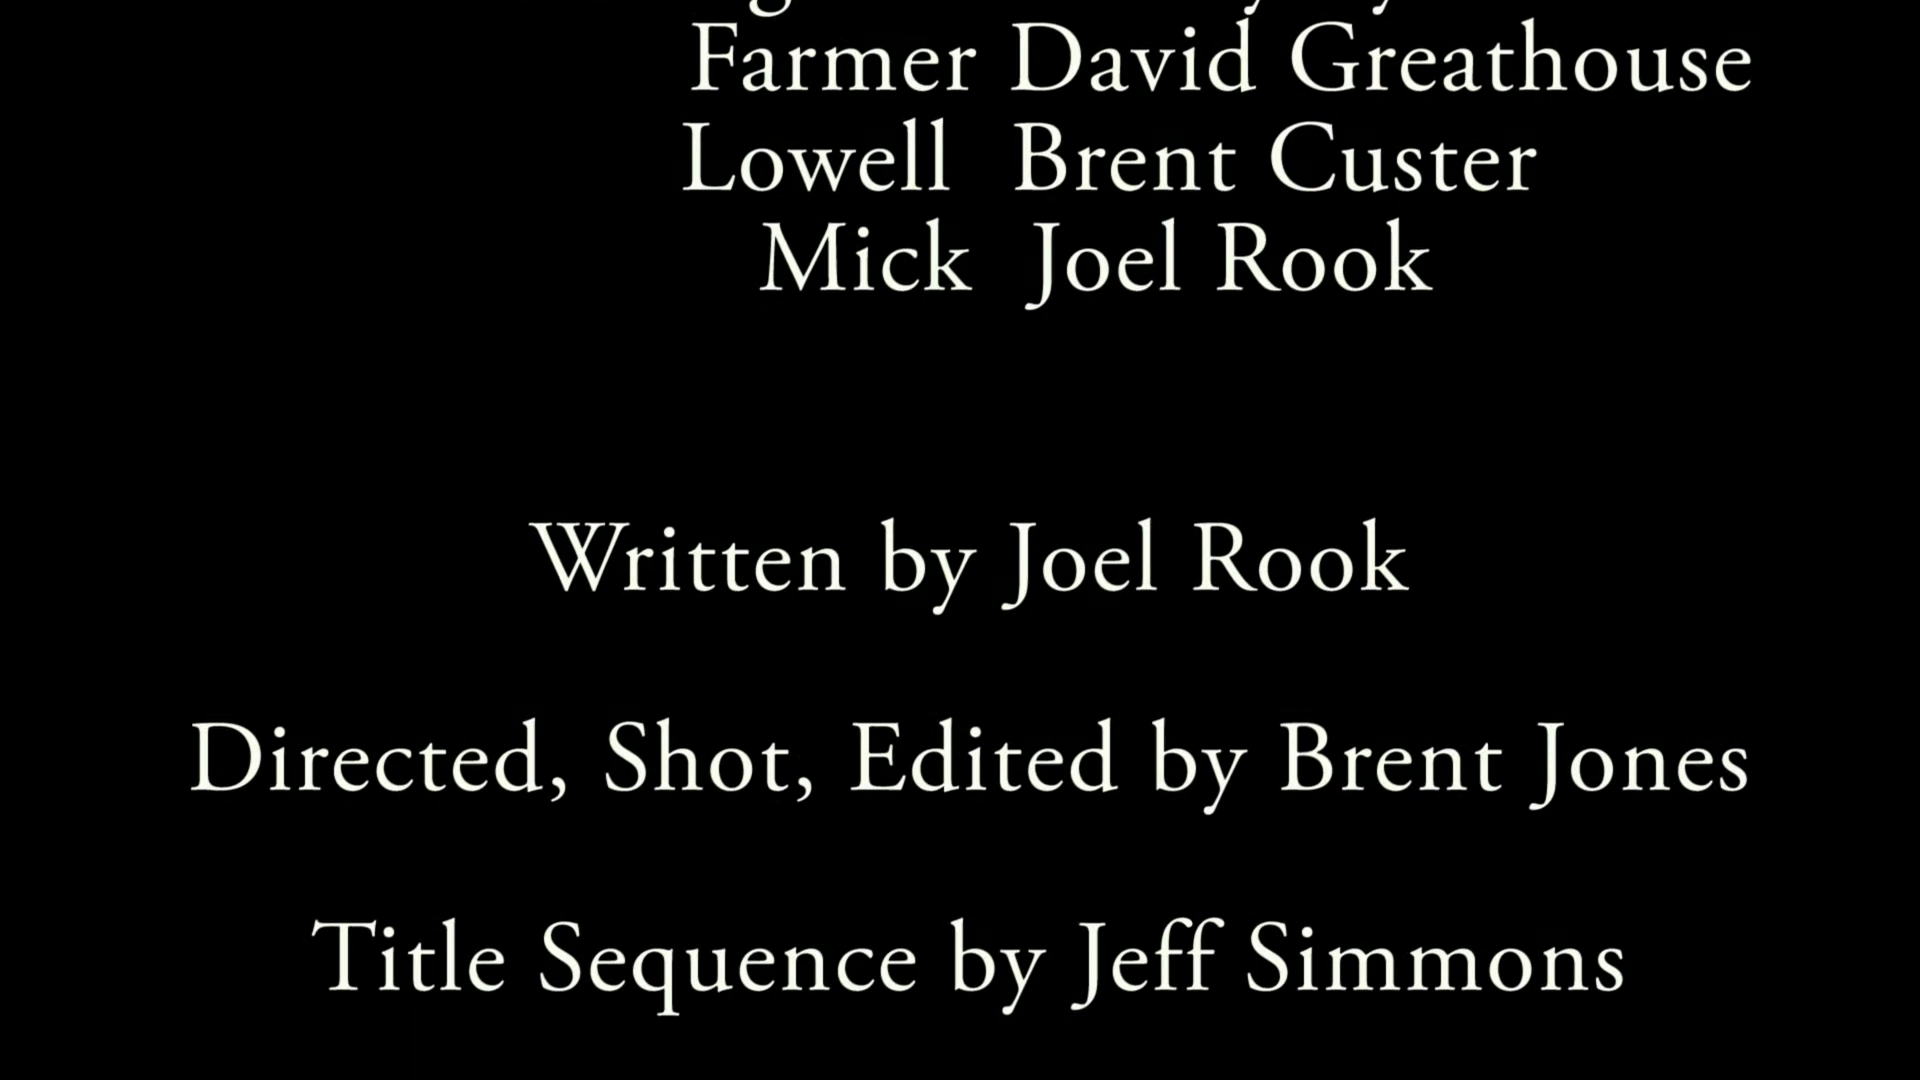 Farmer David Greathouse
Lowell Brent Custer
Mick Joel Rook
Written by Joel Rook
Directed, Shot, Edited by Brent Jones
Title Sequence by Jeff Simmons